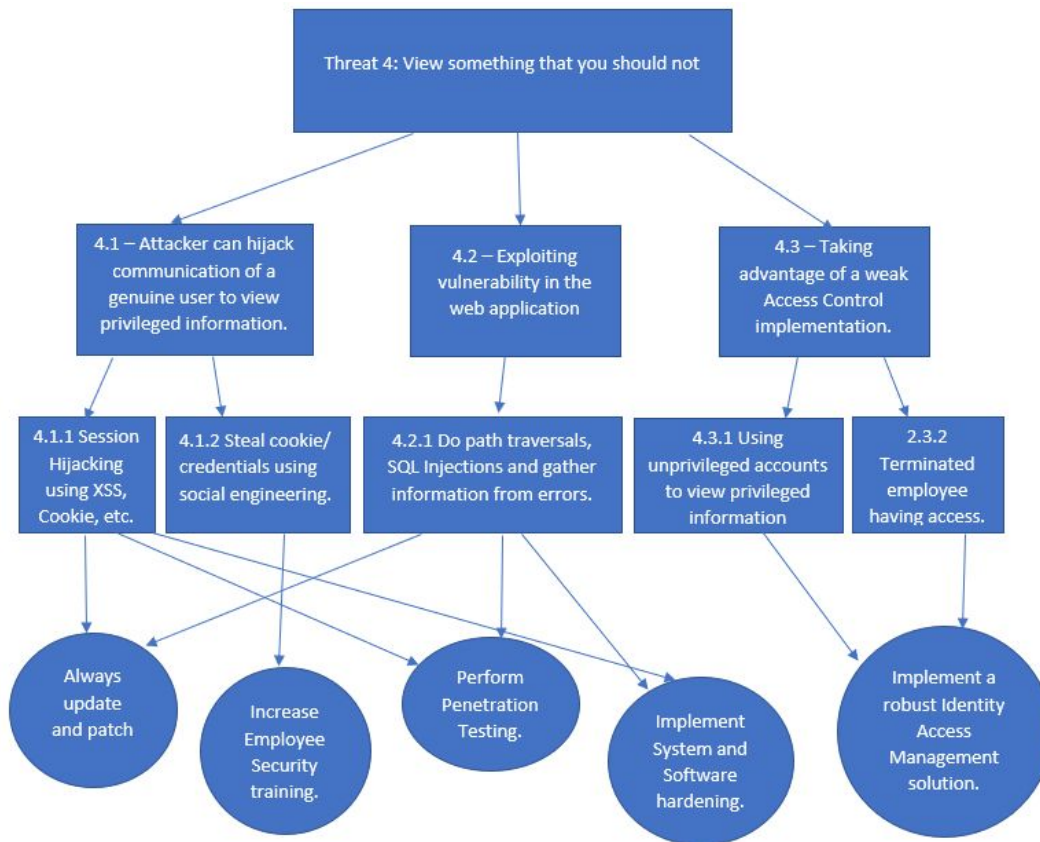 Threat 4: View something that you should not
4.1 – Attacker can hijack
communication of a
genuine user to view
privileged information.
4.2 – Exploiting
vulnerability in the
web application
4.3 – Taking
advantage of a weak
Access Control
implementation.
4.1.1 Session
Hijacking
using XSS,
Cookie, etc.
4.1.2 Steal cookie/
credentials using
social engineering.
4.2.1 Do path traversals,
SQL Injections and gather
information from errors.
4.3.1 Using
unprivileged accounts
to view privileged
information
2.3.2
Terminated
employee
having access.
Always
update
and patch
Increase
Employee
Security
training.
Perform
Penetration
Testing.
Implement
System and
Software
hardening.
Implement a
robust Identity
Access
Management
solution.